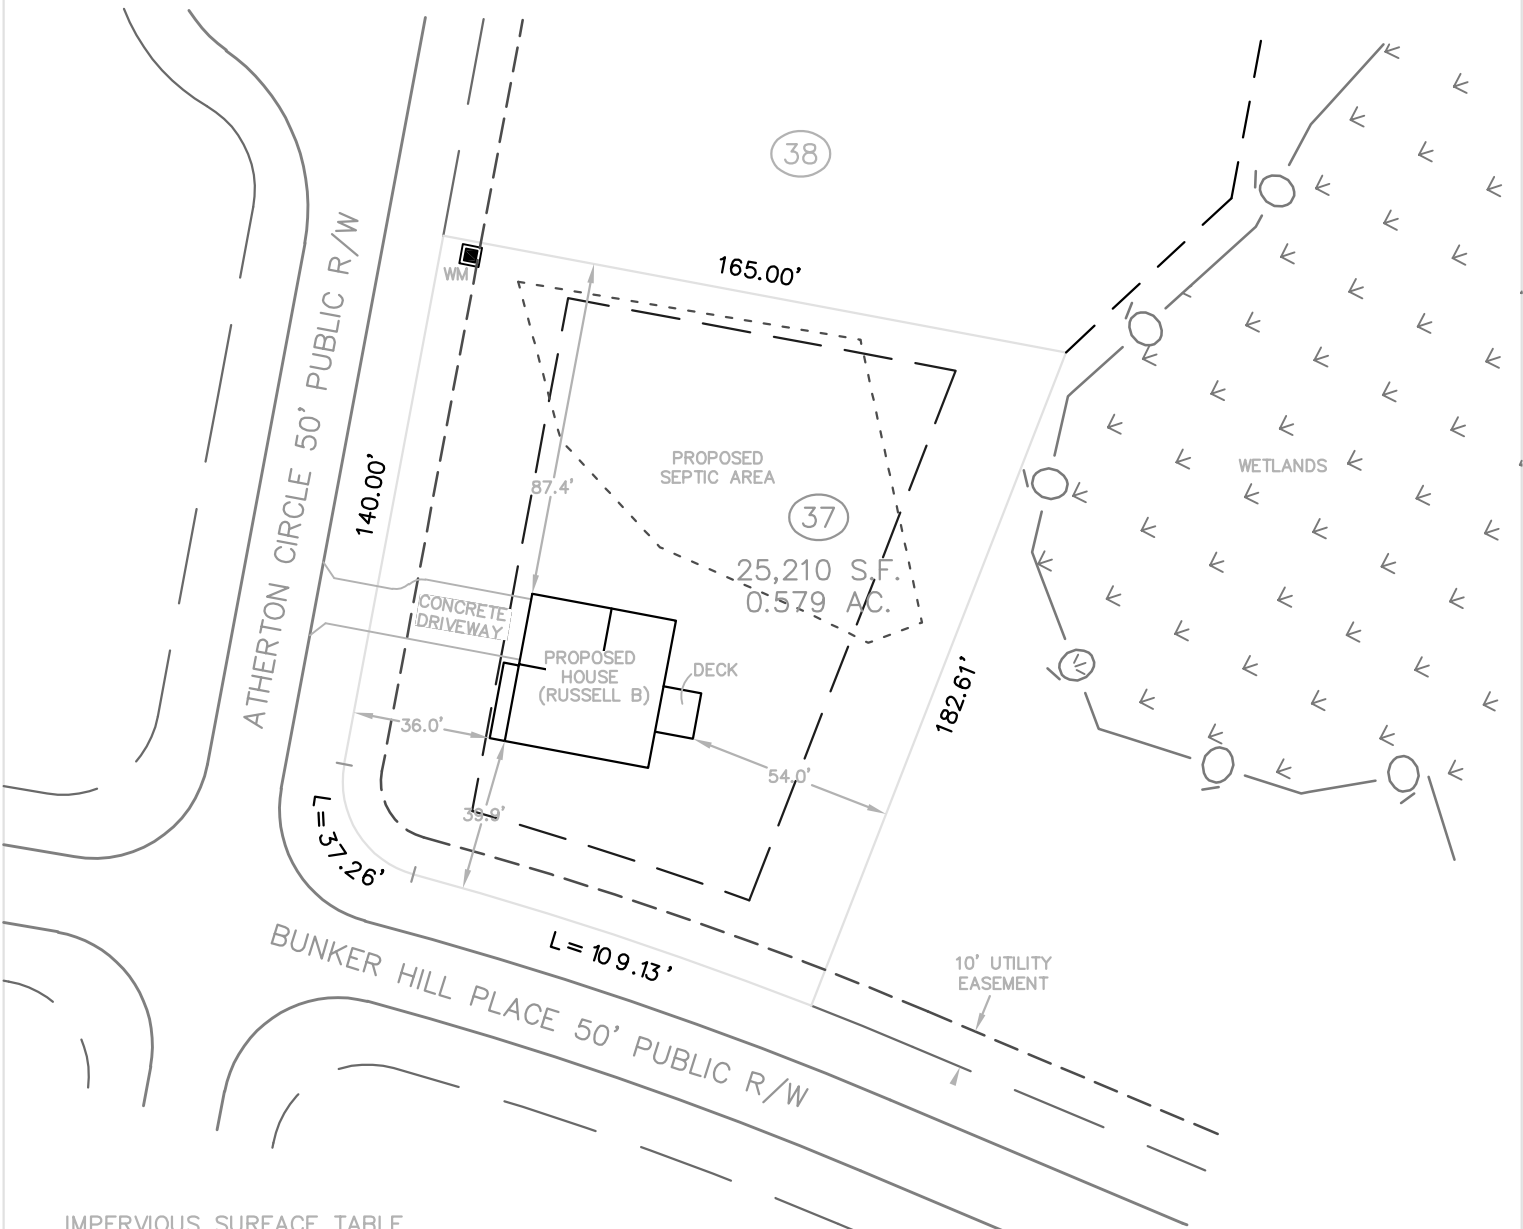 38
165.00'
WM
ATHERTON CIRCLE 50' PUBLIC R/W
140.00'
PROPOSED
SEPTIC AREA
WETLANDS
87.4'
37
25,210 S.F.
0.579 AC.
CONCRETE
DRIVEWAY
PROPOSED
HOUSE
(RUSSELL B)
DECK
182.61'
36.0'
54.0'
39.9'
L=37.26'
L=109.13'
BUNKER HILL PLACE 50' PUBLIC R/W
10' UTILITY
EASEMENT
IMPERVIOUS SURFACE TABLE